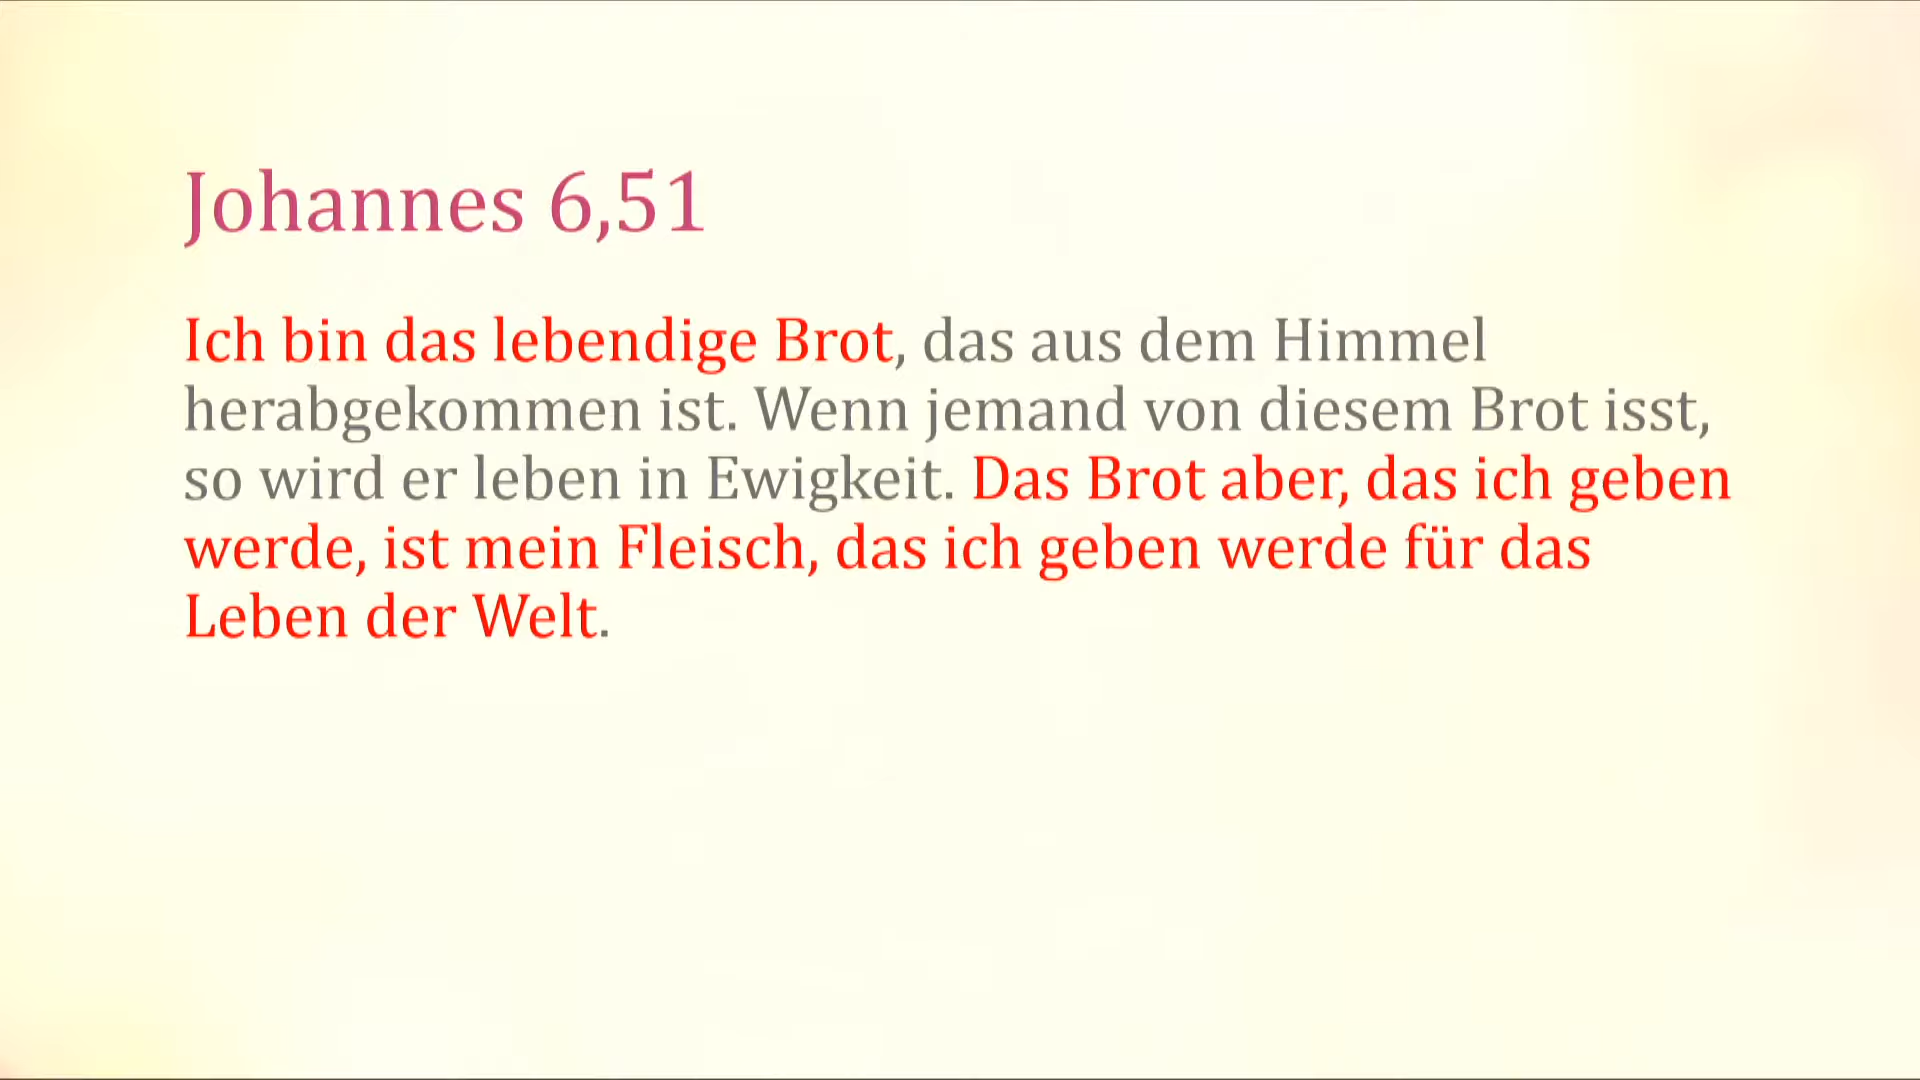 Johannes 6,51
Ich bin das lebendige Brot, das aus dem Himmel
herabgekommen ist. Wenn jemand von diesem Brot isst,
so wird er leben in Ewigkeit. Das Brot aber, das ich geben
werde, ist mein Fleisch, das ich geben werde für das
Leben der Welt.